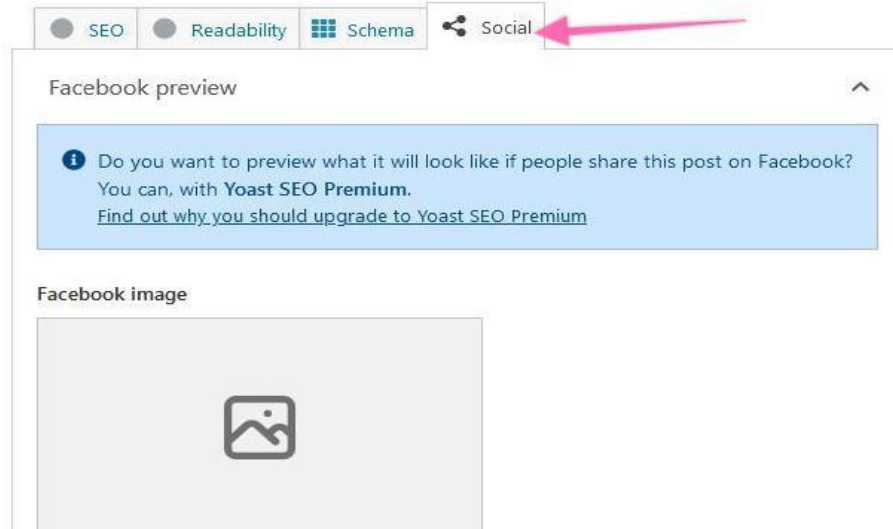 SEO Readability Schema Social
Facebook preview
Do you want to preview what it will look like if people share this post on Facebook?
You can, with Yoast SEO Premium.
Find out why you should upgrade to Yoast SEO Premium
Facebook image